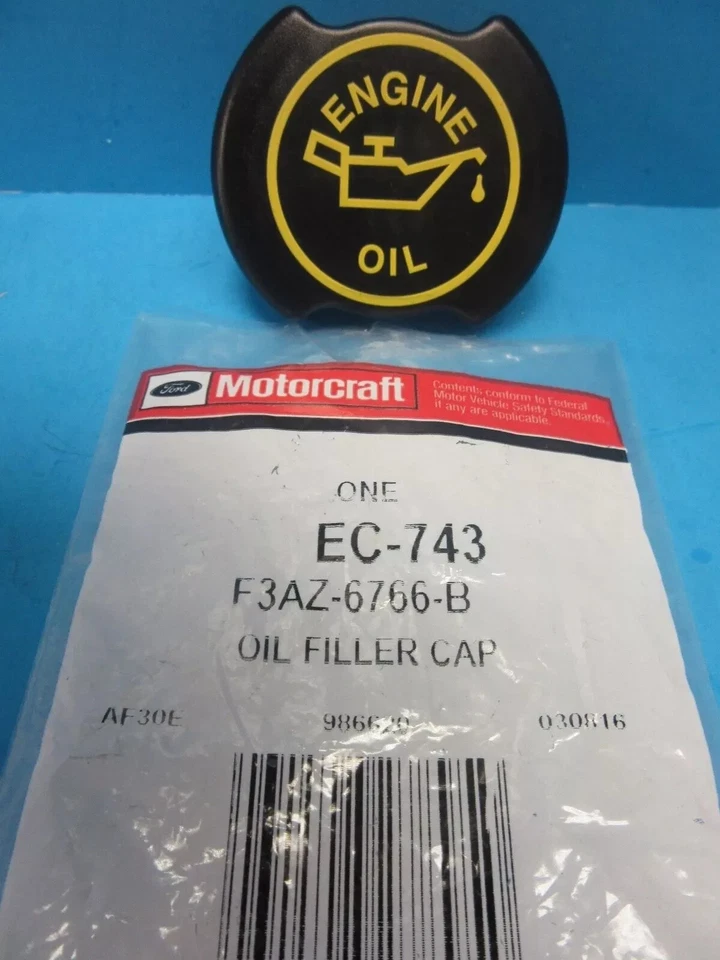 ENGINE
OIL
Ford Motorcraft
Contents conform to Federal
Motor Vehicle Safety Standards,
if any are applicable.
ONE
EC-743
F3AZ-6766-B
OIL FILLER CAP
AF30E 986620 030816